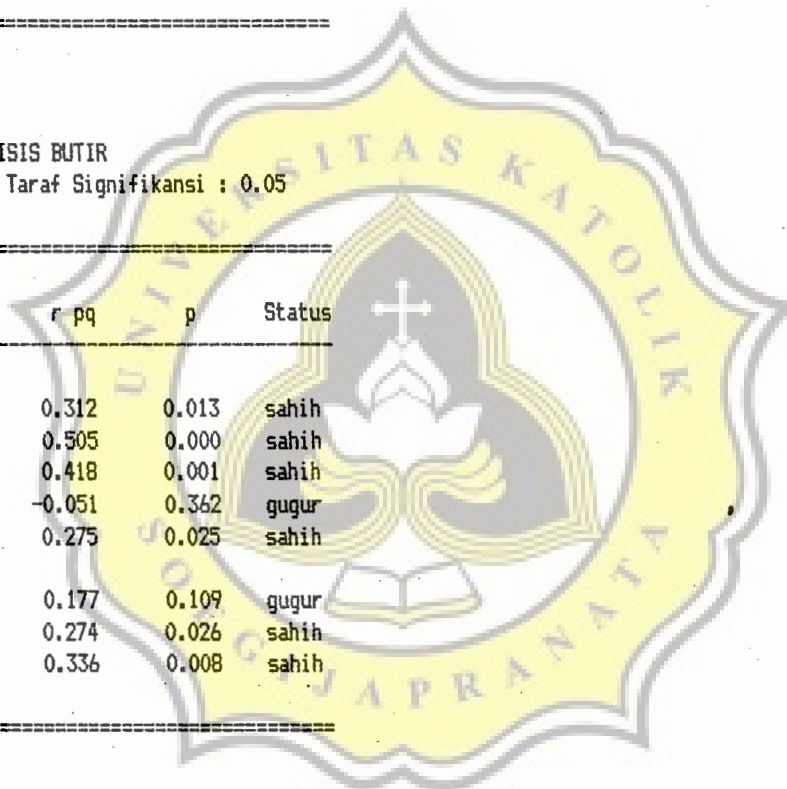 ISIS BUTIR
Taraf Signifikansi : 0.05
r pq p Status
0.312 0.013 sahih
0.505 0.000 sahih
0.418 0.001 sahih
-0.051 0.362 gugur
0.275 0.025 sahih
0.177 0.109 gugur
0.274 0.026 sahih
0.336 0.008 sahih
UNIVERSITAS KATOLIK
SOEGIJAPRANATA